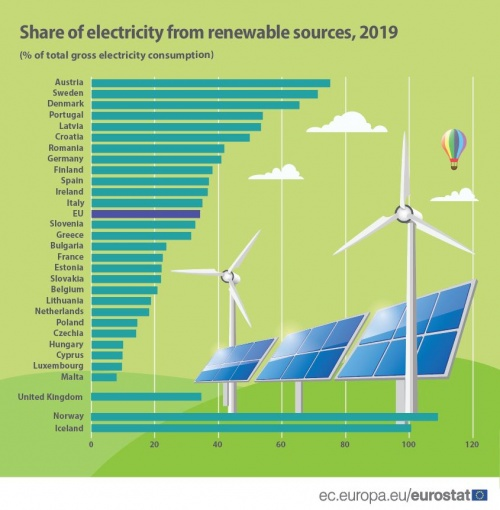 Share of electricity from renewable sources, 2019
(% of total gross electricity consumption)
Austria
Sweden
Denmark
Portugal
Latvia
Croatia
Romania
Germany
Finland
Spain
Ireland
Italy
EU
Slovenia
Greece
Bulgaria
France
Estonia
Slovakia
Belgium
Lithuania
Netherlands
Poland
Czechia
Hungary
Cyprus
Luxembourg
Malta
United Kingdom
Norway
Iceland
0 20 40 60 80 100 120
ec.europa.eu/eurostat